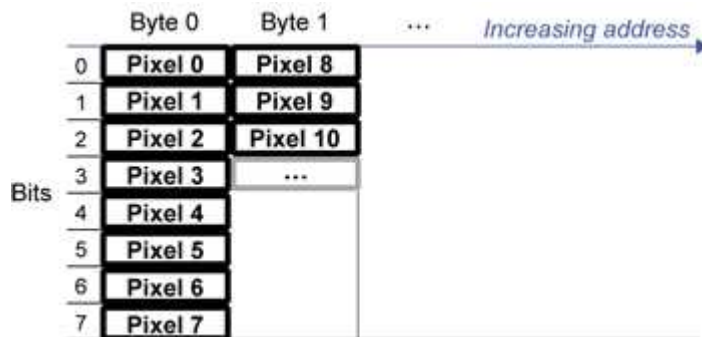 Byte 0 Byte 1 ... Increasing address
0 Pixel 0 Pixel 8
1 Pixel 1 Pixel 9
2 Pixel 2 Pixel 10
Bits 3 Pixel 3 ...
4 Pixel 4
5 Pixel 5
6 Pixel 6
7 Pixel 7